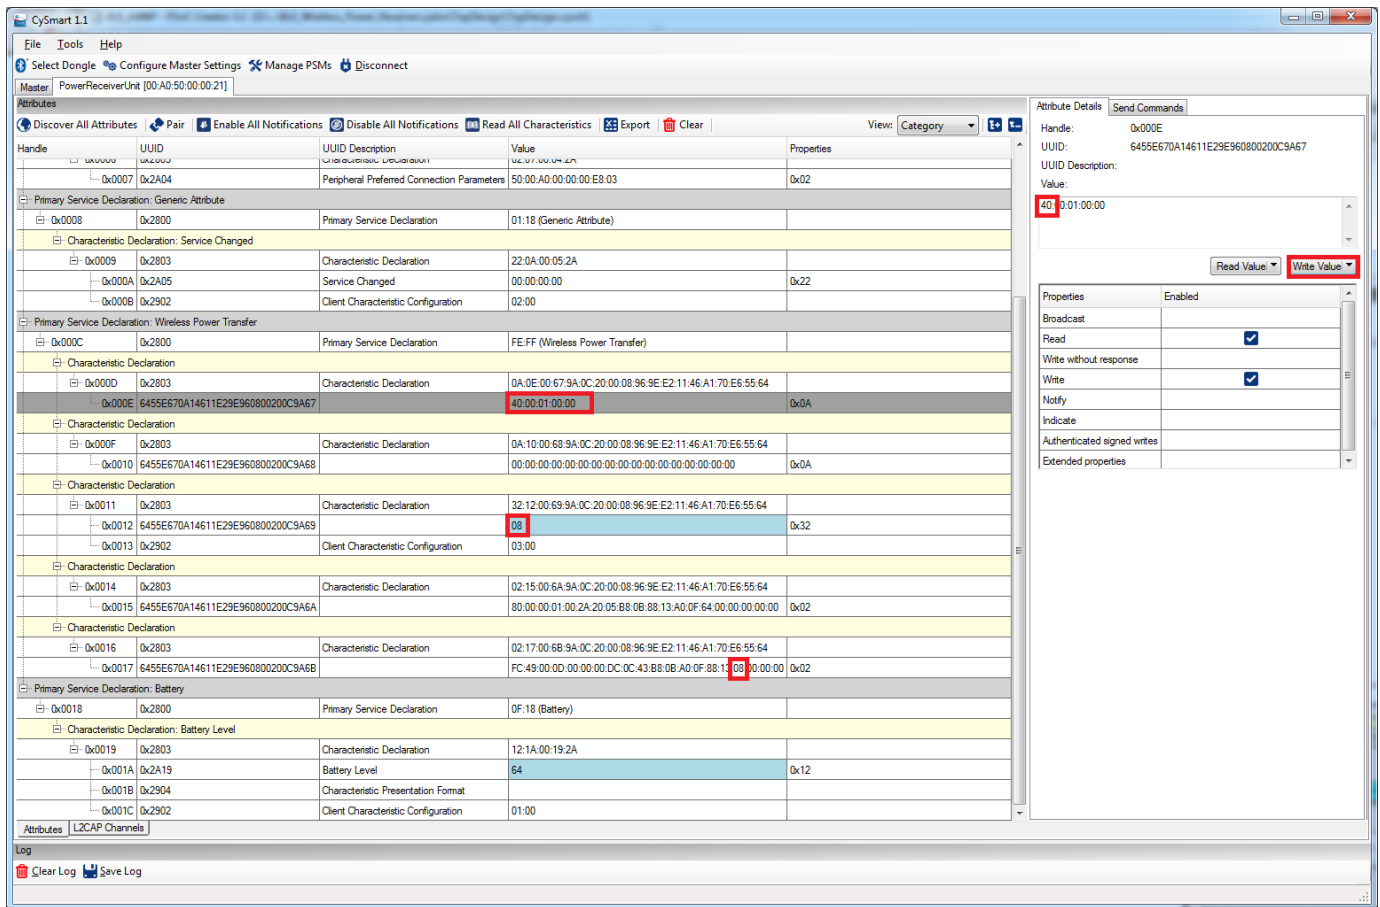 CySmart 1.1
File Tools Help
Select Dongle Configure Master Settings Manage PSMs Disconnect
Master PowerReceiverUnit [00:A0:50:00:00:21]
Attributes
Discover All Attributes Pair Enable All Notifications Disable All Notifications Read All Characteristics Export Clear View: Category
Handle UUID UUID Description Value Properties
0x0006 0x2803 Characteristic Declaration 02:07:00:04:2A
0x0007 0x2A04 Peripheral Preferred Connection Parameters 50:00:A0:00:00:00:E8:03 0x02
Primary Service Declaration: Generic Attribute
0x0008 0x2800 Primary Service Declaration 01:18 (Generic Attribute)
Characteristic Declaration: Service Changed
0x0009 0x2803 Characteristic Declaration 22:0A:00:05:2A
0x000A 0x2A05 Service Changed 00:00:00:00 0x22
0x000B 0x2902 Client Characteristic Configuration 02:00
Primary Service Declaration: Wireless Power Transfer
0x000C 0x2800 Primary Service Declaration FE:FF (Wireless Power Transfer)
Characteristic Declaration
0x000D 0x2803 Characteristic Declaration 0A:0E:00:67:9A:0C:20:00:08:96:9E:E2:11:46:A1:70:E6:55:64
0x000E 6455E670A14611E29E960800200C9A67 40:00:01:00:00 0x0A
Characteristic Declaration
0x000F 0x2803 Characteristic Declaration 0A:10:00:68:9A:0C:20:00:08:96:9E:E2:11:46:A1:70:E6:55:64
0x0010 6455E670A14611E29E960800200C9A68 00:00:00:00:00:00:00:00:00:00:00:00:00:00:00:00:00 0x0A
Characteristic Declaration
0x0011 0x2803 Characteristic Declaration 32:12:00:69:9A:0C:20:00:08:96:9E:E2:11:46:A1:70:E6:55:64
0x0012 6455E670A14611E29E960800200C9A69 08 0x32
0x0013 0x2902 Client Characteristic Configuration 03:00
Characteristic Declaration
0x0014 0x2803 Characteristic Declaration 02:15:00:6A:9A:0C:20:00:08:96:9E:E2:11:46:A1:70:E6:55:64
0x0015 6455E670A14611E29E960800200C9A6A 80:00:00:01:00:2A:20:05:B8:0B:88:13:A0:0F:64:00:00:00:00:00 0x02
Characteristic Declaration
0x0016 0x2803 Characteristic Declaration 02:17:00:6B:9A:0C:20:00:08:96:9E:E2:11:46:A1:70:E6:55:64
0x0017 6455E670A14611E29E960800200C9A6B FC:49:00:0D:00:00:00:DC:0C:43:B8:0B:A0:0F:88:13:08:00:00:00 0x02
Primary Service Declaration: Battery
0x0018 0x2800 Primary Service Declaration 0F:18 (Battery)
Characteristic Declaration: Battery Level
0x0019 0x2803 Characteristic Declaration 12:1A:00:19:2A
0x001A 0x2A19 Battery Level 64 0x12
0x001B 0x2904 Characteristic Presentation Format
0x001C 0x2902 Client Characteristic Configuration 01:00
Attributes L2CAP Channels
Log
Clear Log Save Log
Attribute Details Send Commands
Handle: 0x000E
UUID: 6455E670A14611E29E960800200C9A67
UUID Description:
Value:
40:00:01:00:00
Read Value Write Value
Properties Enabled
Broadcast
Read
Write without response
Write
Notify
Indicate
Authenticated signed writes
Extended properties